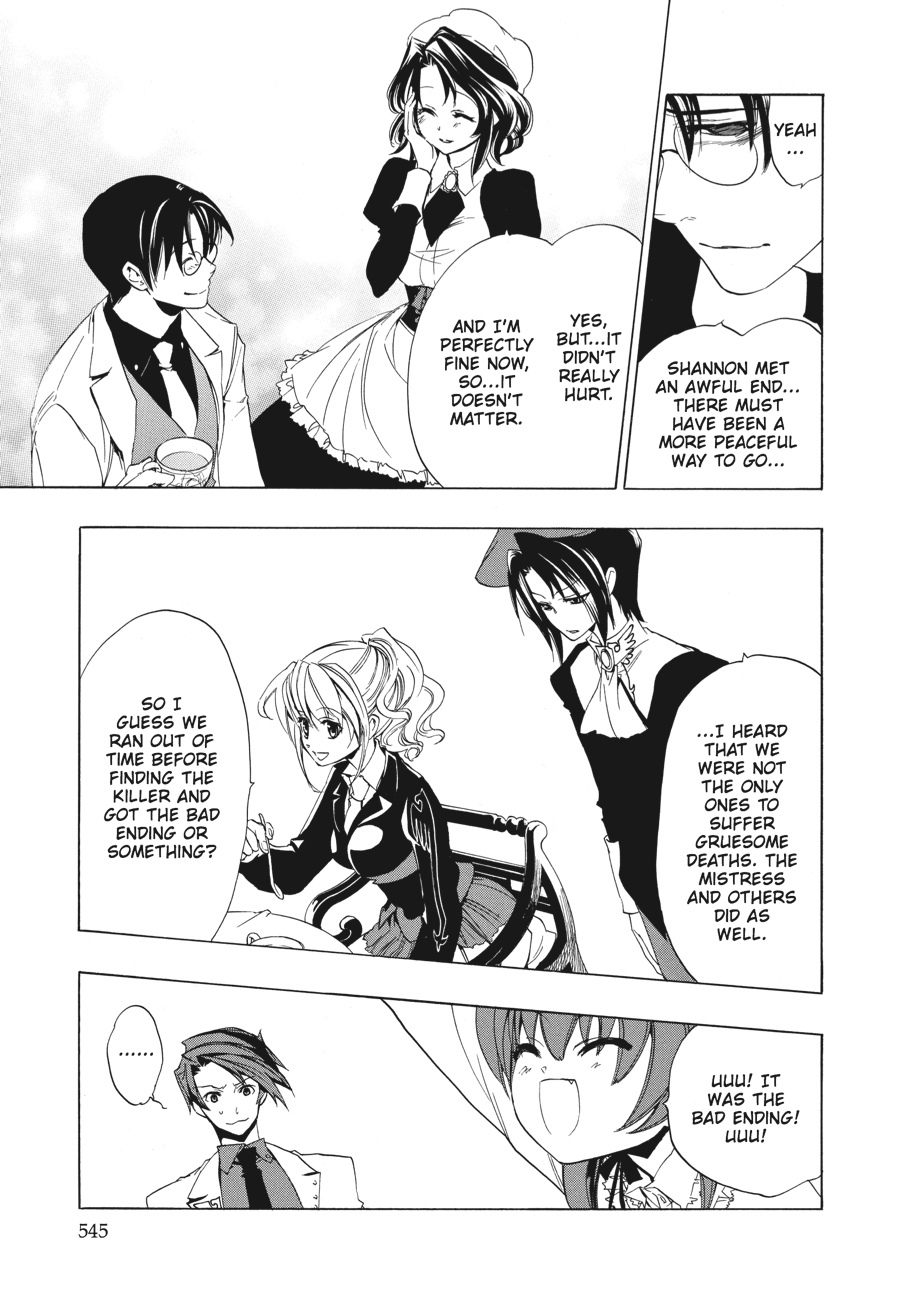 YEAH
...
SHANNON MET
AN AWFUL END...
THERE MUST
HAVE BEEN A
MORE PEACEFUL
WAY TO GO...
YES,
BUT...IT
DIDN'T
REALLY
HURT.
AND I'M
PERFECTLY
FINE NOW,
SO...IT
DOESN'T
MATTER.
...I HEARD
THAT WE
WERE NOT
THE ONLY
ONES TO
SUFFER
GRUESOME
DEATHS. THE
MISTRESS
AND OTHERS
DID AS
WELL.
SO I
GUESS WE
RAN OUT OF
TIME BEFORE
FINDING THE
KILLER AND
GOT THE BAD
ENDING OR
SOMETHING?
UUU! IT
WAS THE
BAD ENDING!
UUU!
......
545